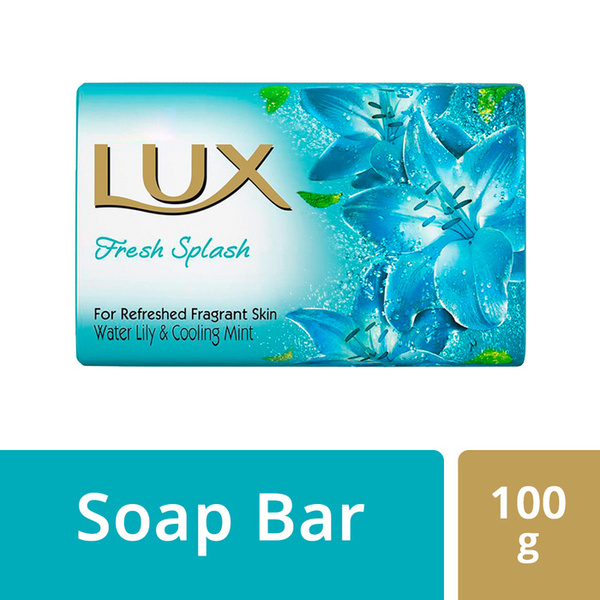 LUX
Fresh Splash
For Refreshed Fragrant Skin
Water Lily & Cooling Mint
Soap Bar
100
g